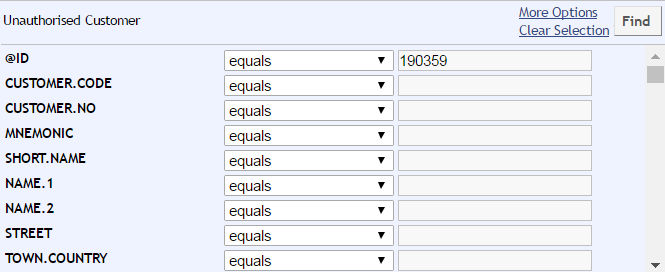 Unauthorised Customer
More Options
Clear Selection
Find
@ID equals 190359
CUSTOMER.CODE equals
CUSTOMER.NO equals
MNEMONIC equals
SHORT.NAME equals
NAME.1 equals
NAME.2 equals
STREET equals
TOWN.COUNTRY equals